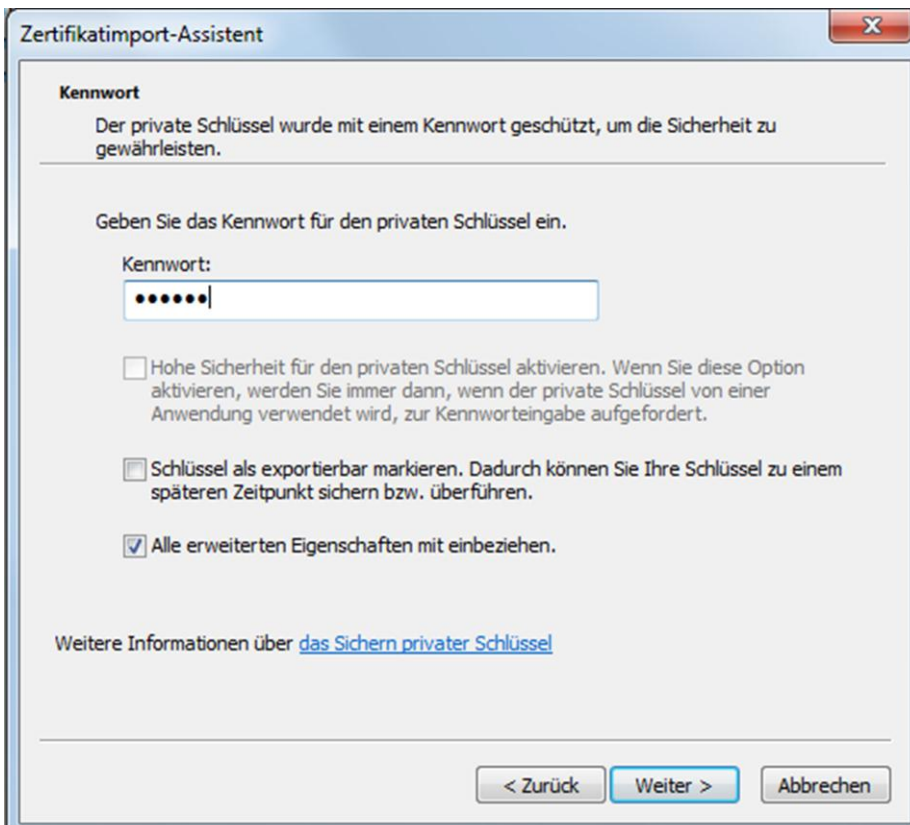 Zertifikatimport-Assistent
Kennwort
Der private Schlüssel wurde mit einem Kennwort geschützt, um die Sicherheit zu
gewährleisten.
Geben Sie das Kennwort für den privaten Schlüssel ein.
Kennwort:
••••••
Hohe Sicherheit für den privaten Schlüssel aktivieren. Wenn Sie diese Option
aktivieren, werden Sie immer dann, wenn der private Schlüssel von einer
Anwendung verwendet wird, zur Kennworteingabe aufgefordert.
Schlüssel als exportierbar markieren. Dadurch können Sie Ihre Schlüssel zu einem
späteren Zeitpunkt sichern bzw. überführen.
Alle erweiterten Eigenschaften mit einbeziehen.
Weitere Informationen über das Sichern privater Schlüssel
< Zurück Weiter > Abbrechen